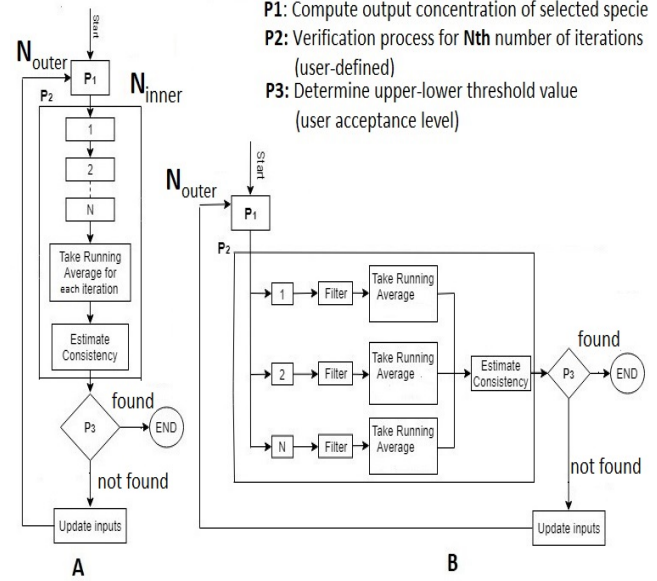 P1: Compute output concentration of selected specie
P2: Verification process for Nth number of iterations
(user-defined)
P3: Determine upper-lower threshold value
(user acceptance level)
Start
Nouter
P1
P2
Ninner
1
2
N
Take Running
Average for
each iteration
Estimate
Consistency
P3
found
END
not found
Update inputs
A
Start
Nouter
P1
P2
1
Filter
Take Running
Average
2
Filter
Take Running
Average
N
Filter
Take Running
Average
Estimate
Consistency
P3
found
END
not found
Update inputs
B